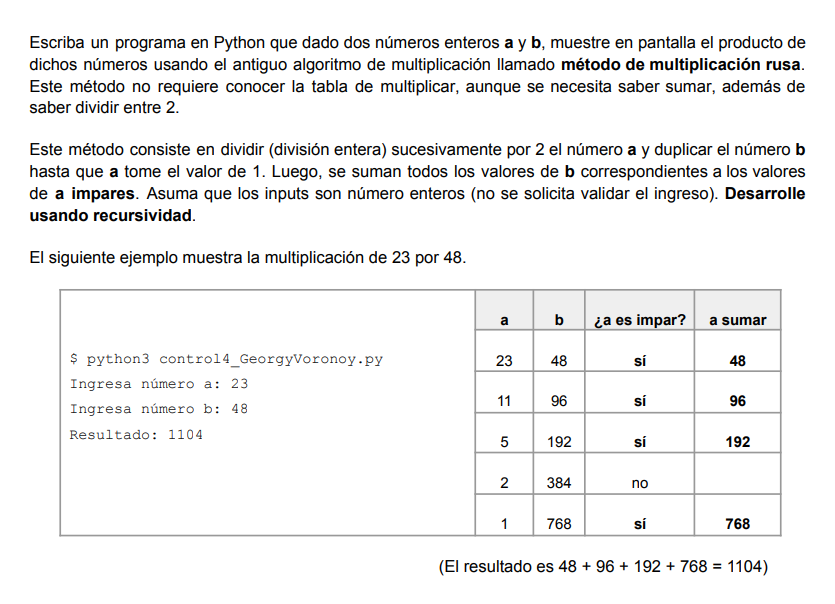 Escriba un programa en Python que dado dos números enteros a y b, muestre en pantalla el producto de
dichos números usando el antiguo algoritmo de multiplicación llamado método de multiplicación rusa.
Este método no requiere conocer la tabla de multiplicar, aunque se necesita saber sumar, además de
saber dividir entre 2.
Este método consiste en dividir (división entera) sucesivamente por 2 el número a y duplicar el número b
hasta que a tome el valor de 1. Luego, se suman todos los valores de b correspondientes a los valores
de a impares. Asuma que los inputs son número enteros (no se solicita validar el ingreso). Desarrolle
usando recursividad.
El siguiente ejemplo muestra la multiplicación de 23 por 48.
$ python3 control4_GeorgyVoronoy.py
Ingresa número a: 23
Ingresa número b: 48
Resultado: 1104
a b ¿a es impar? a sumar
23 48 sí 48
11 96 sí 96
5 192 sí 192
2 384 no
1 768 sí 768
(El resultado es 48 + 96 + 192 + 768 = 1104)